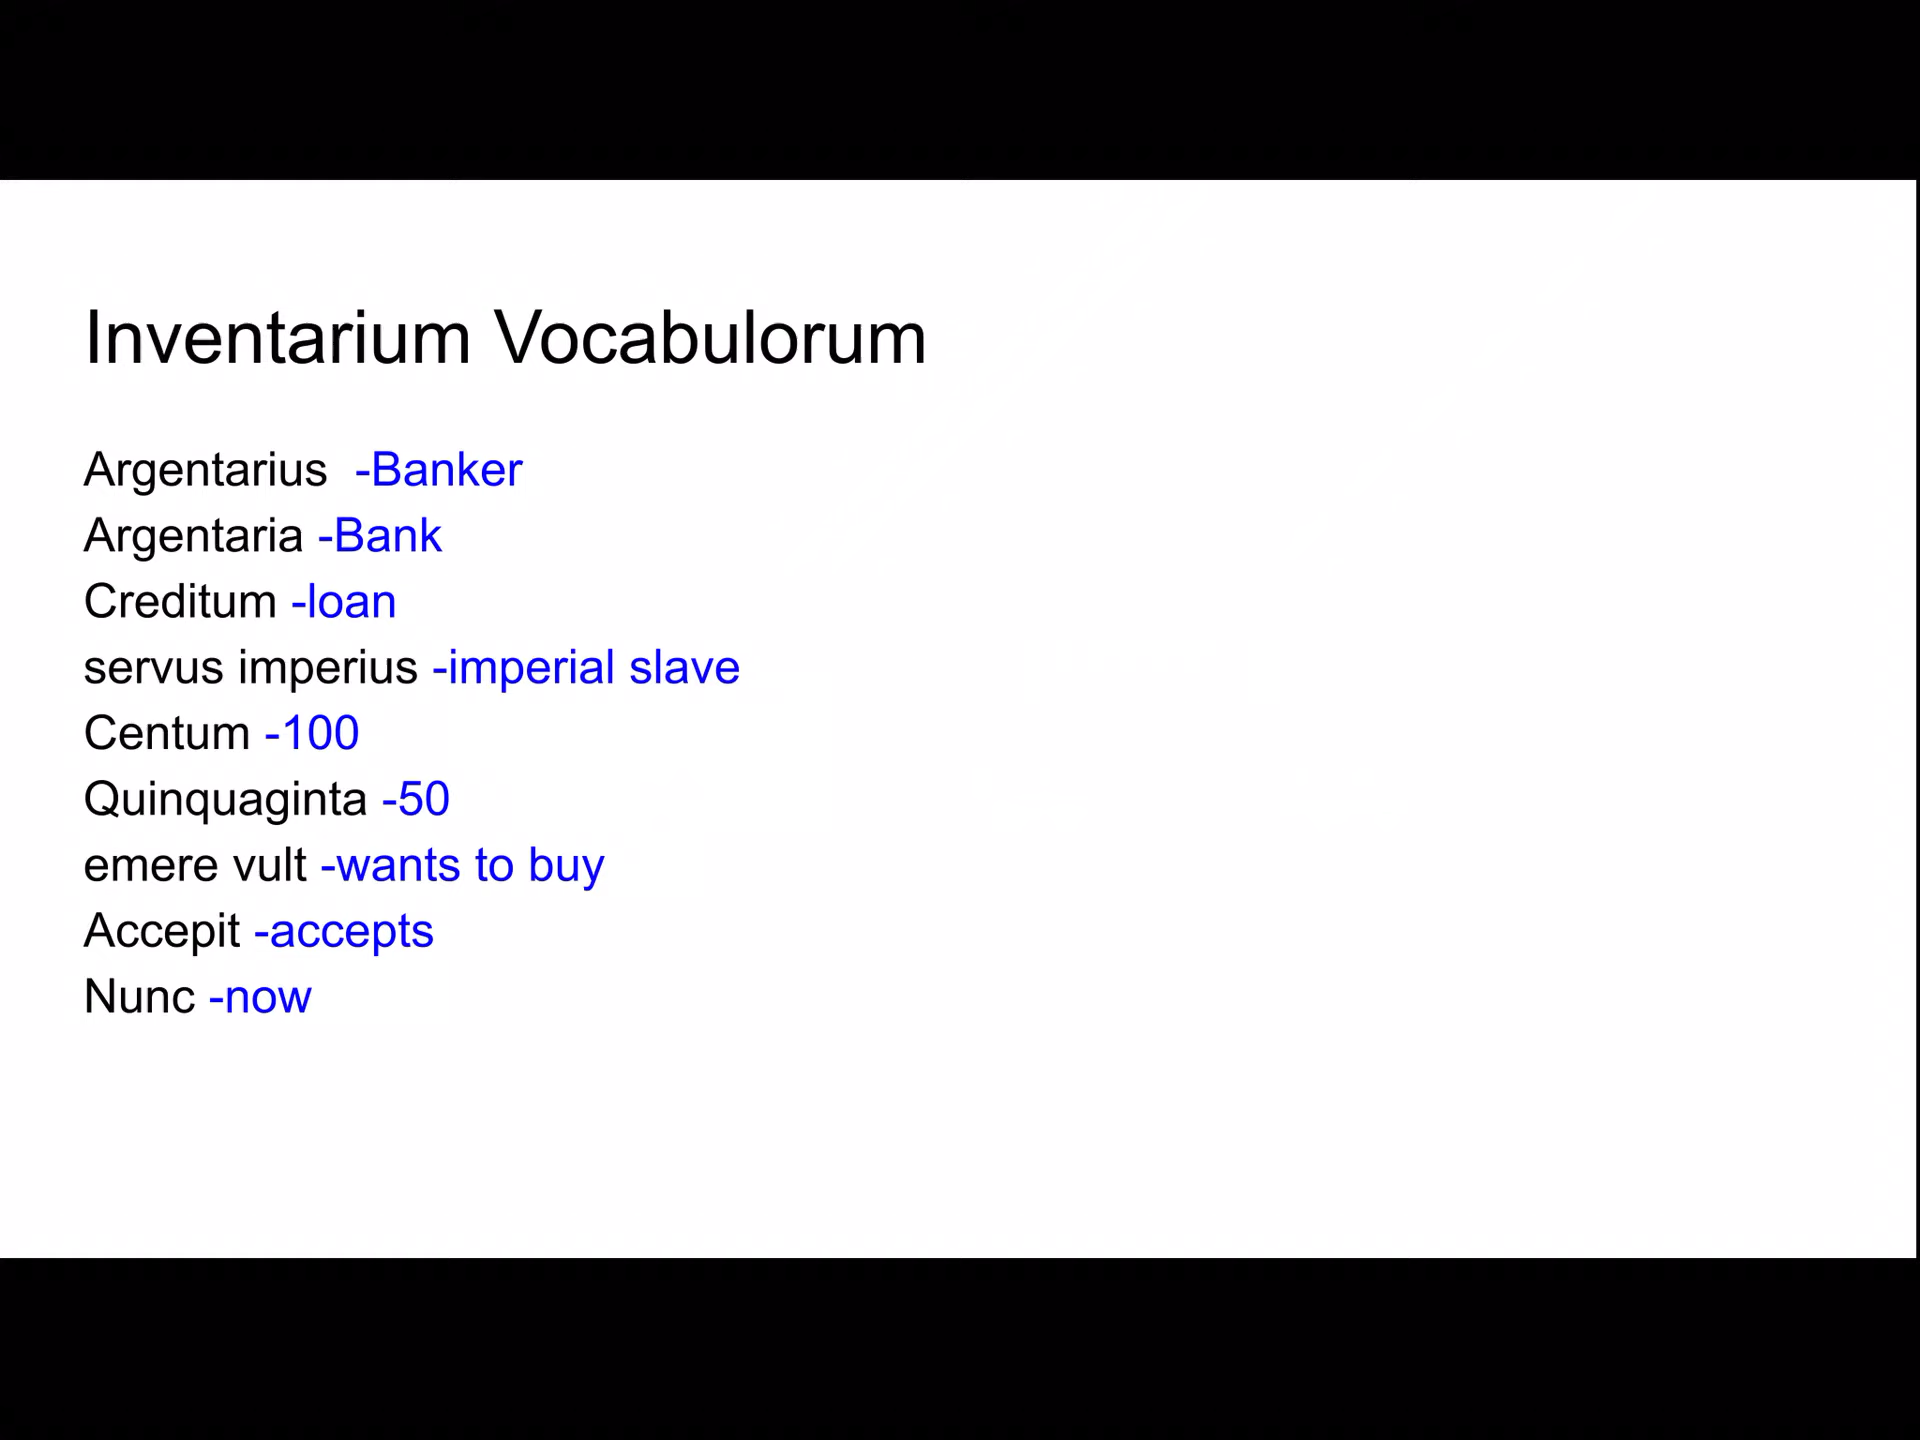 Inventarium Vocabulorum
Argentarius -Banker
Argentaria -Bank
Creditum -loan
servus imperius -imperial slave
Centum -100
Quinquaginta -50
emere vult -wants to buy
Accepit -accepts
Nunc -now